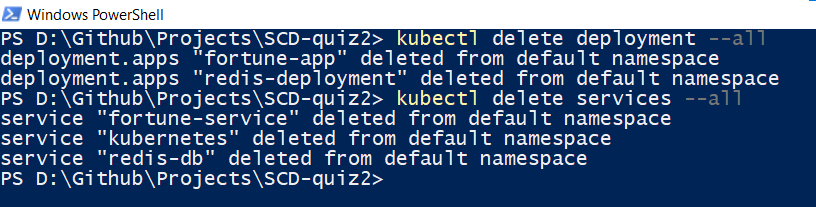 Windows PowerShell
PS D:\Github\Projects\SCD-quiz2> kubectl delete deployment --all
deployment.apps "fortune-app" deleted from default namespace
deployment.apps "redis-deployment" deleted from default namespace
PS D:\Github\Projects\SCD-quiz2> kubectl delete services --all
service "fortune-service" deleted from default namespace
service "kubernetes" deleted from default namespace
service "redis-db" deleted from default namespace
PS D:\Github\Projects\SCD-quiz2>